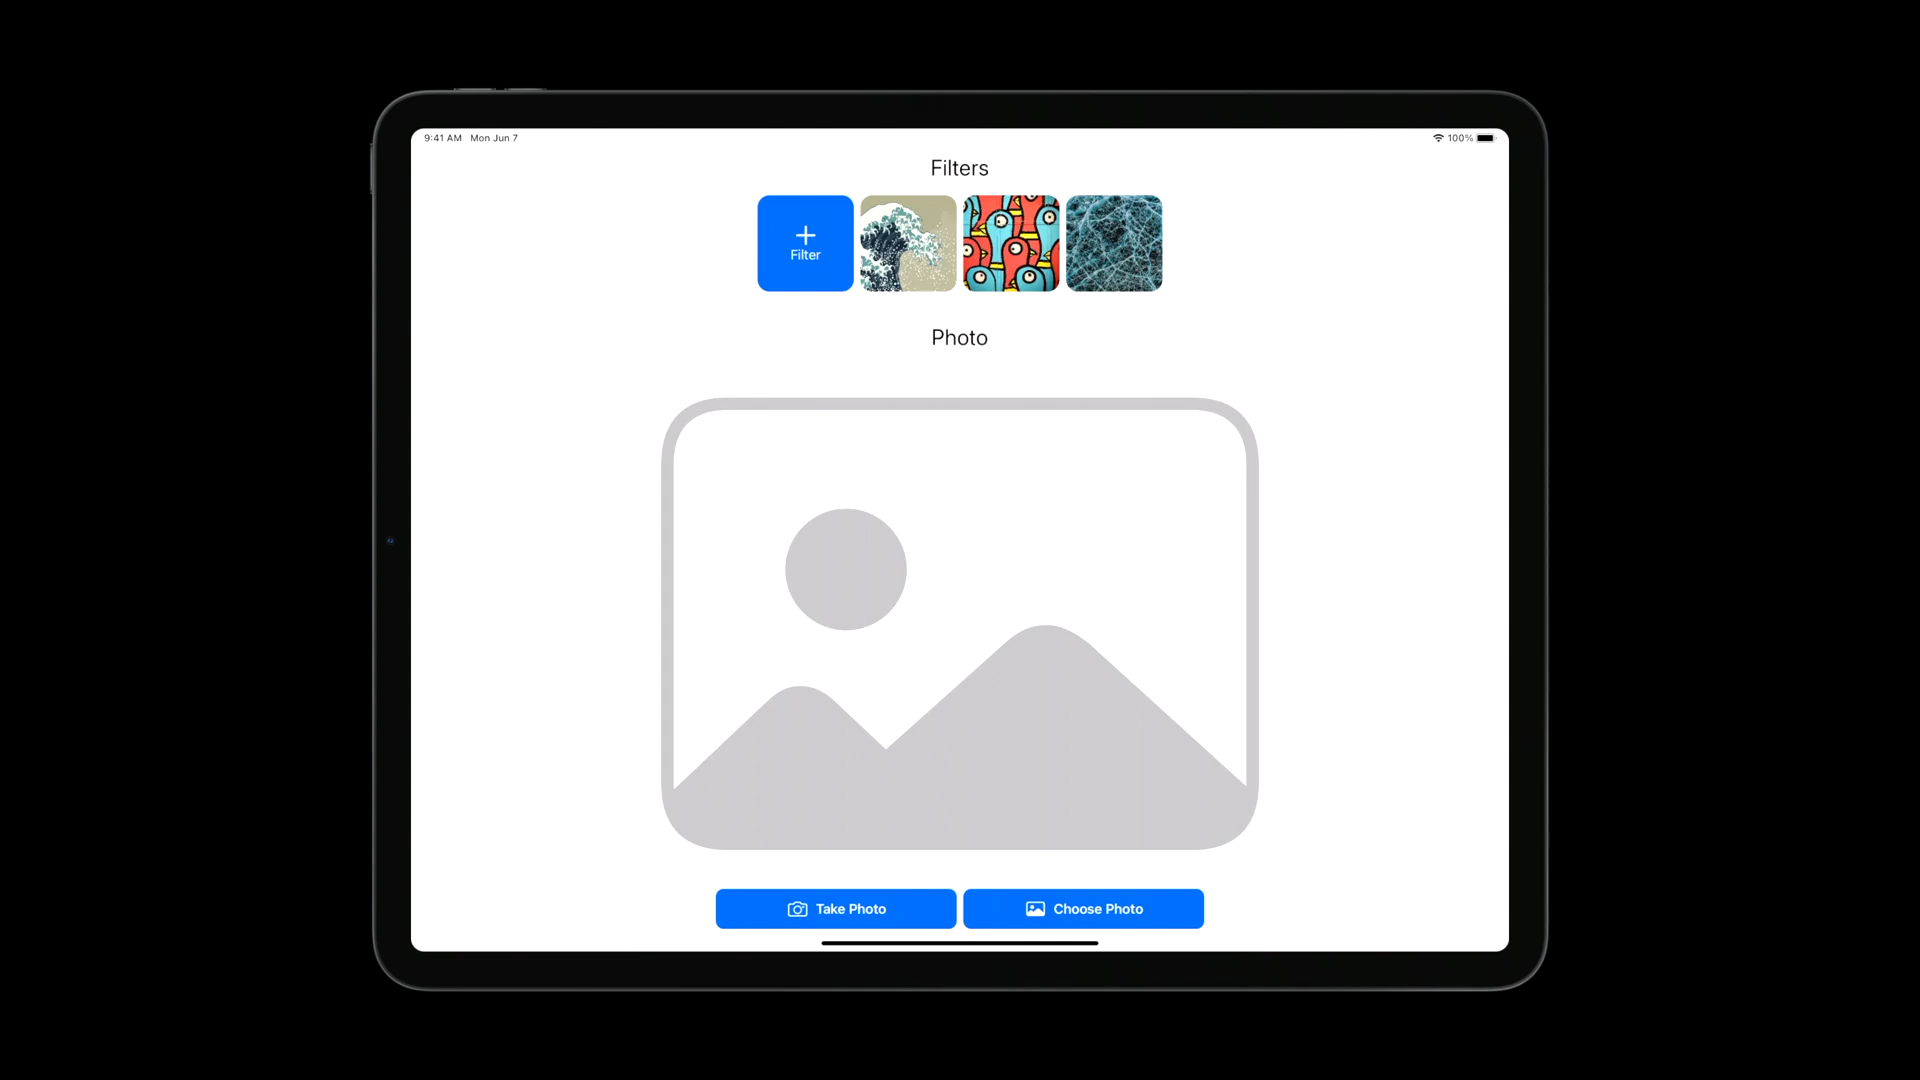 9:41 AM Mon Jun 7
100%
Filters
Filter
Photo
Take Photo
Choose Photo